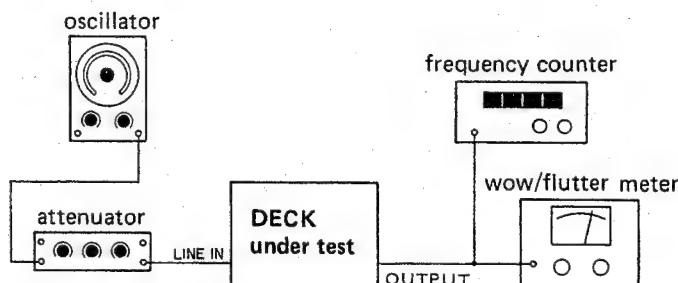 oscillator
frequency counter
wow/flutter meter
attenuator
DECK
under test
LINE IN
OUTPUT